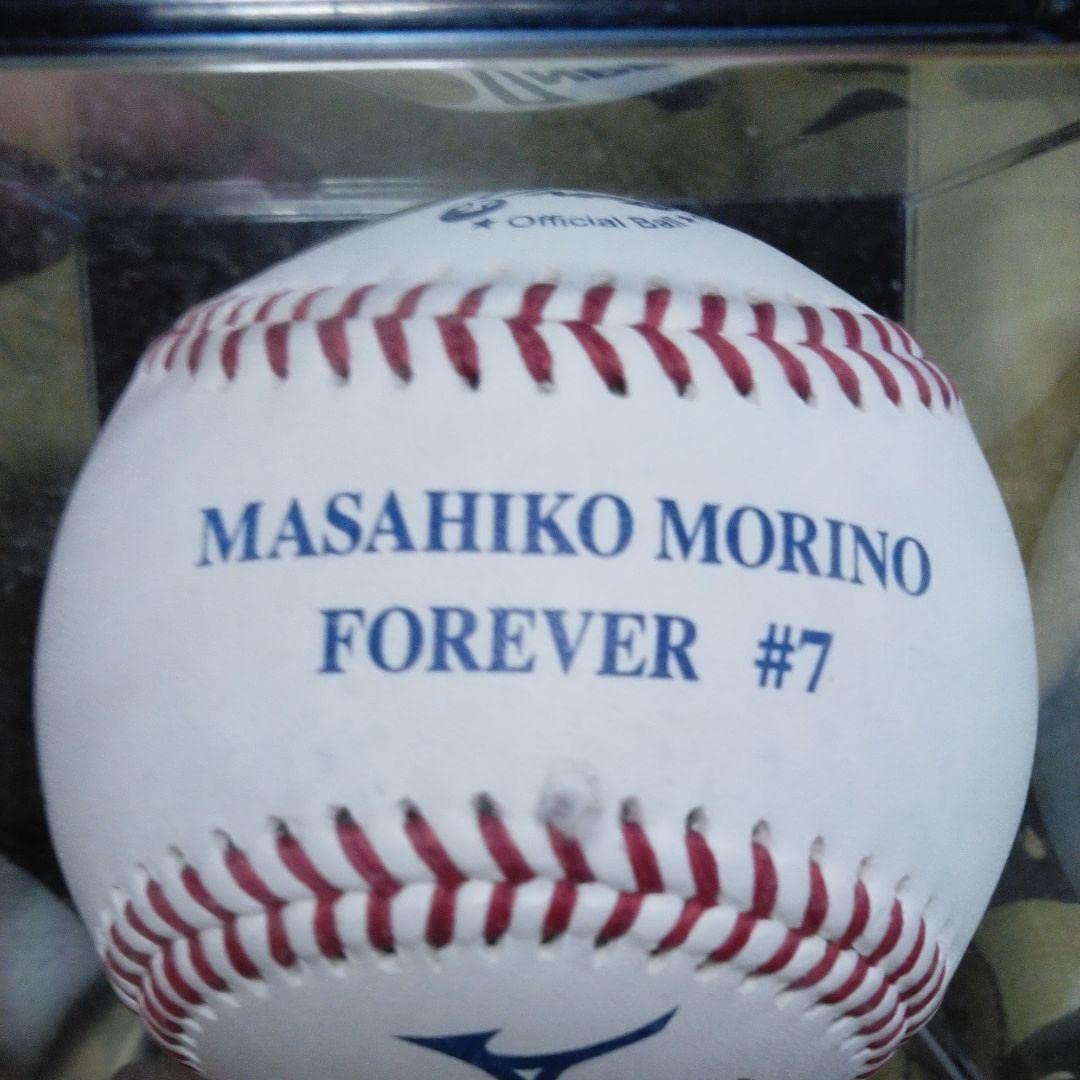 ★ Official Ball ★
MASAHIKO MORINO
FOREVER #7